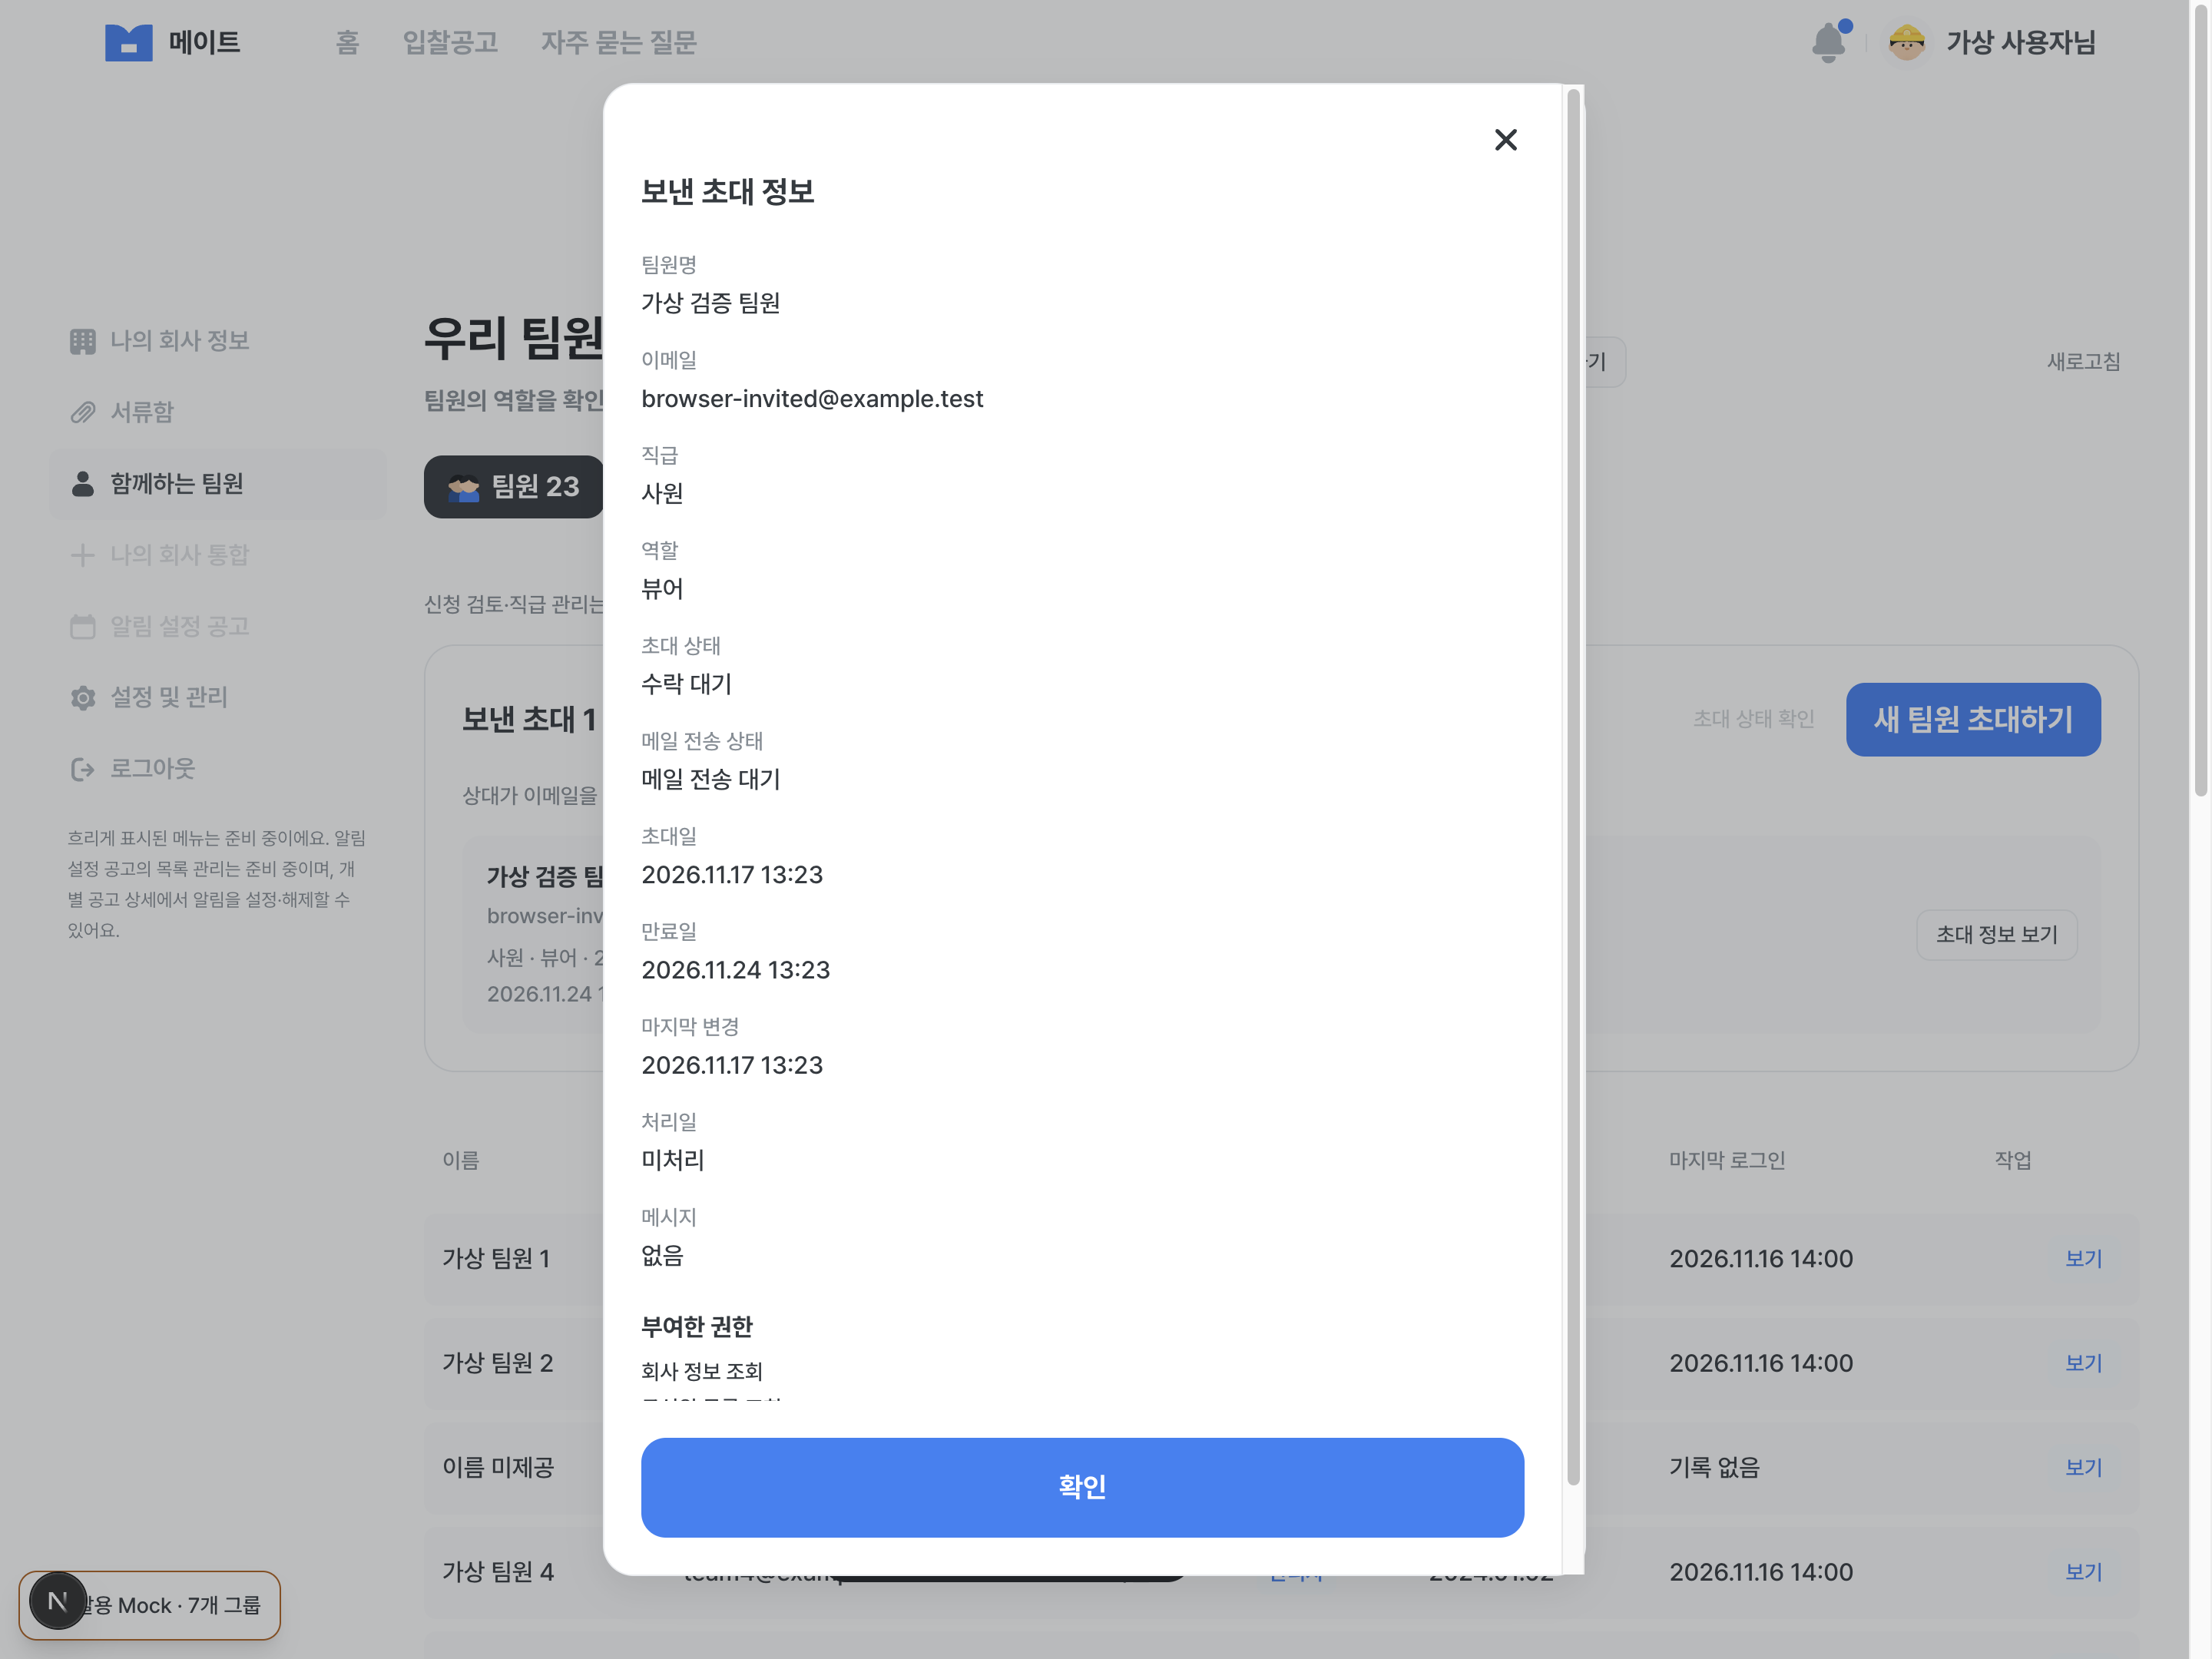 메이트
홈
입찰공고
자주 묻는 질문
가상 사용자님
나의 회사 정보
서류함
함께하는 팀원
나의 회사 통합
알림 설정 공고
설정 및 관리
로그아웃
흐리게 표시된 메뉴는 준비 중이에요. 알림
설정 공고의 목록 관리는 준비 중이며, 개
별 공고 상세에서 알림을 설정·해제할 수
있어요.
우리 팀원
팀원의 역할을 확인
기
새로고침
팀원 23
신청 검토·직급 관리는
보낸 초대 1
초대 상태 확인
새 팀원 초대하기
상대가 이메일을
가상 검증 팀
browser-inv
사원 · 뷰어 · 2
2026.11.24 1
초대 정보 보기
이름
마지막 로그인
작업
가상 팀원 1
2026.11.16 14:00
보기
가상 팀원 2
2026.11.16 14:00
보기
이름 미제공
기록 없음
보기
가상 팀원 4
2026.11.16 14:00
보기
보낸 초대 정보
팀원명
가상 검증 팀원
이메일
browser-invited@example.test
직급
사원
역할
뷰어
초대 상태
수락 대기
메일 전송 상태
메일 전송 대기
초대일
2026.11.17 13:23
만료일
2026.11.24 13:23
마지막 변경
2026.11.17 13:23
처리일
미처리
메시지
없음
부여한 권한
회사 정보 조회
확인
N
발용 Mock · 7개 그룹